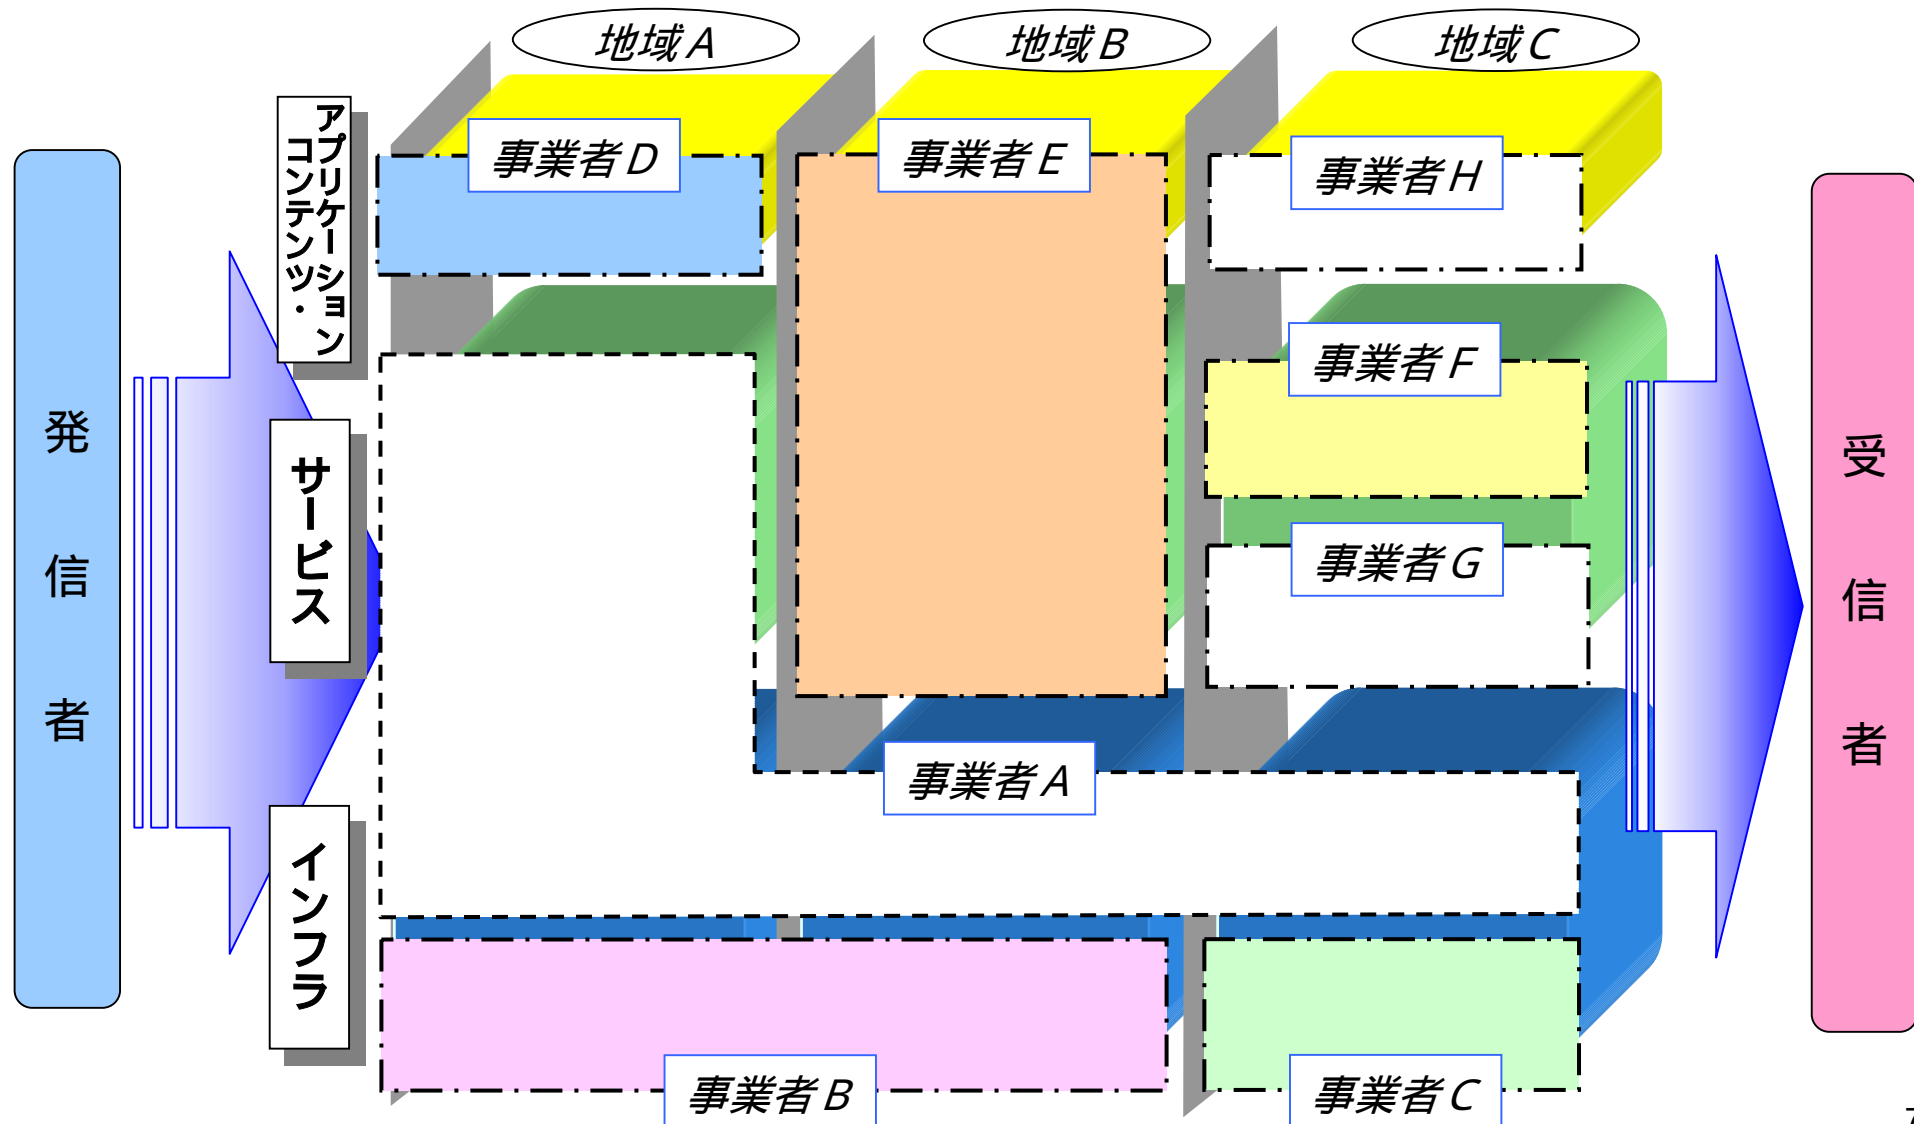 地域A
地域B
地域C
アプリケーション
コンテンツ・
事業者D
事業者E
事業者H
発信者
サービス
事業者F
受信者
事業者G
事業者A
インフラ
事業者B
事業者C